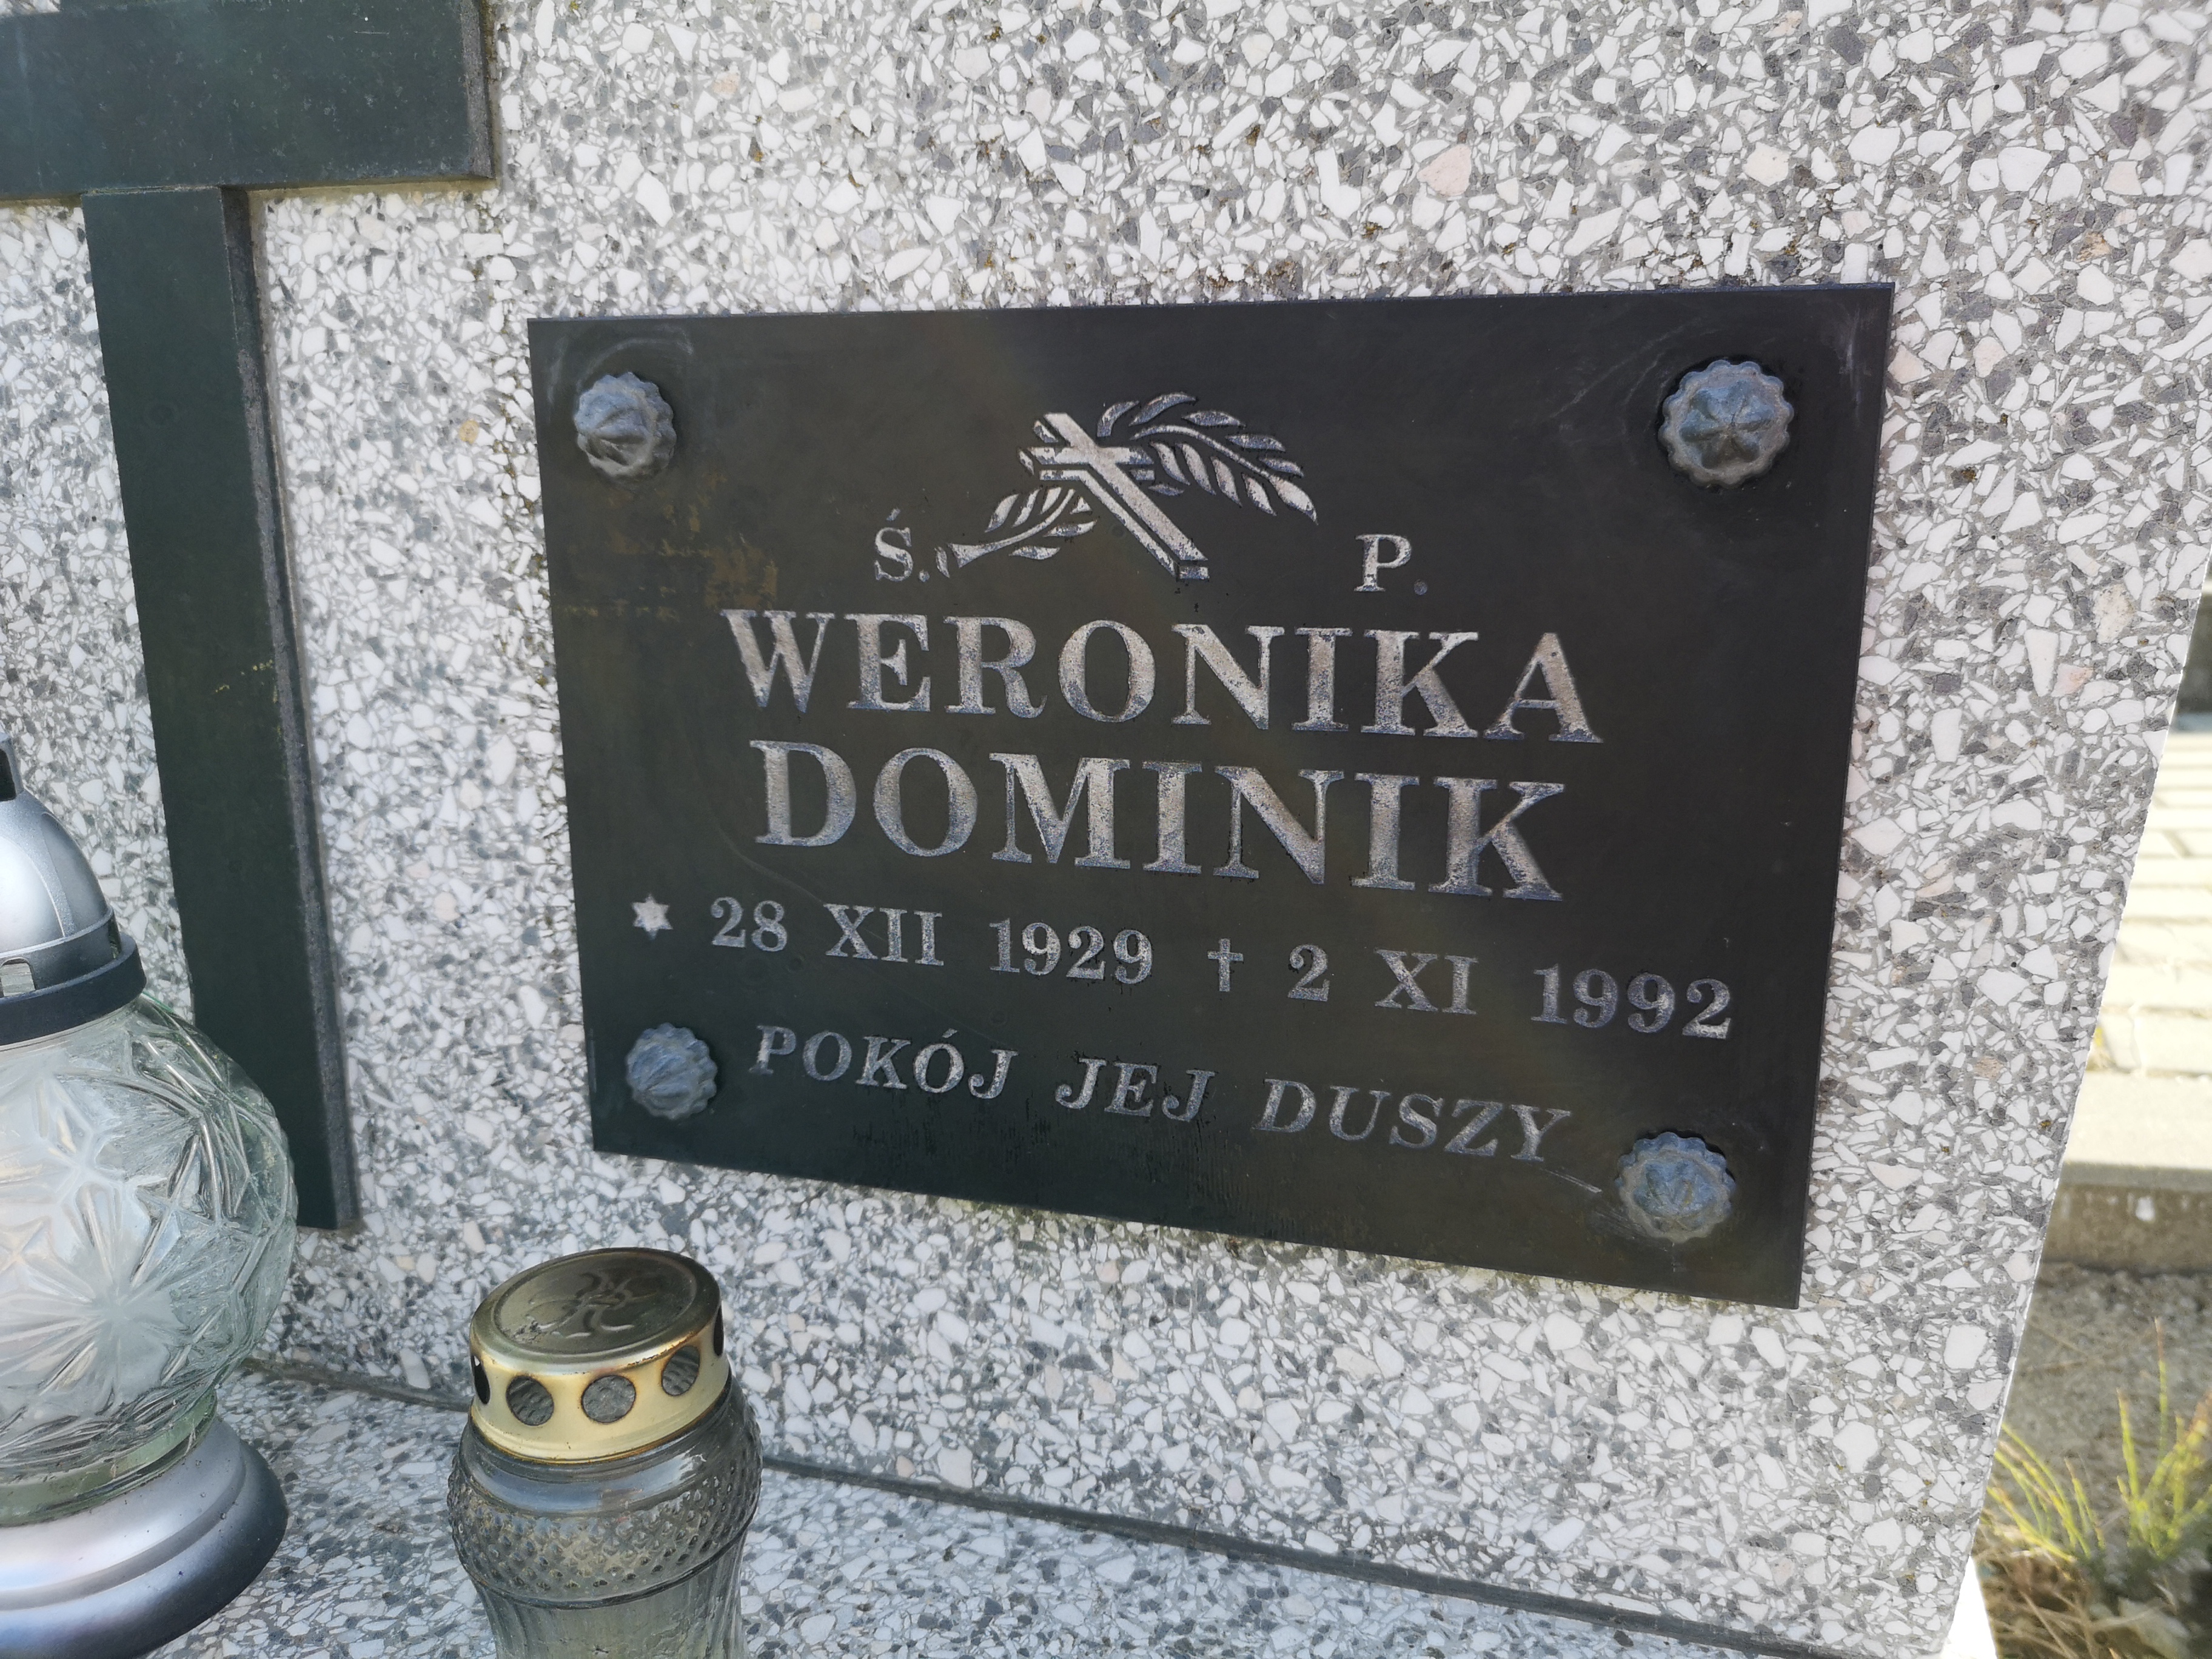 Ś. P.
WERONIKA
DOMINIK
* 28 XII 1929 † 2 XI 1992
POKÓJ JEJ DUSZY